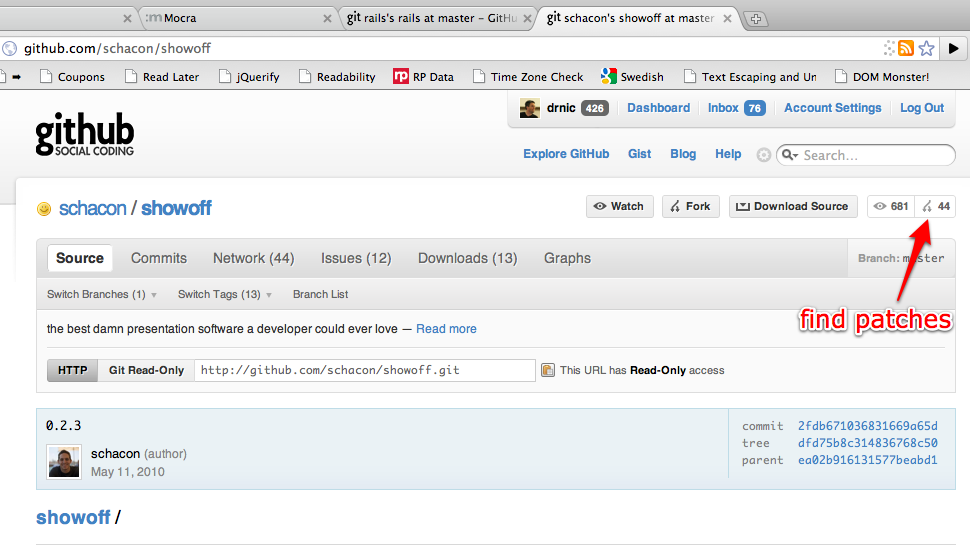 Mocra
git rails's rails at master – GitHu
git schacon's showoff at master
github.com/schacon/showoff
Coupons Read Later jQuerify Readability rp RP Data Time Zone Check Swedish Text Escaping and Un DOM Monster!
drnic 426 Dashboard Inbox 76 Account Settings Log Out
github
SOCIAL CODING
Explore GitHub Gist Blog Help Search...
schacon / showoff
Watch Fork Download Source 681 44
Source Commits Network (44) Issues (12) Downloads (13) Graphs Branch: master
Switch Branches (1) Switch Tags (13) Branch List
find patches
the best damn presentation software a developer could ever love — Read more
HTTP Git Read-Only http://github.com/schacon/showoff.git This URL has Read-Only access
0.2.3
schacon (author)
May 11, 2010
commit 2fdb671036831669a65d
tree dfd75b8c314836768c50
parent ea02b916131577beabd1
showoff /